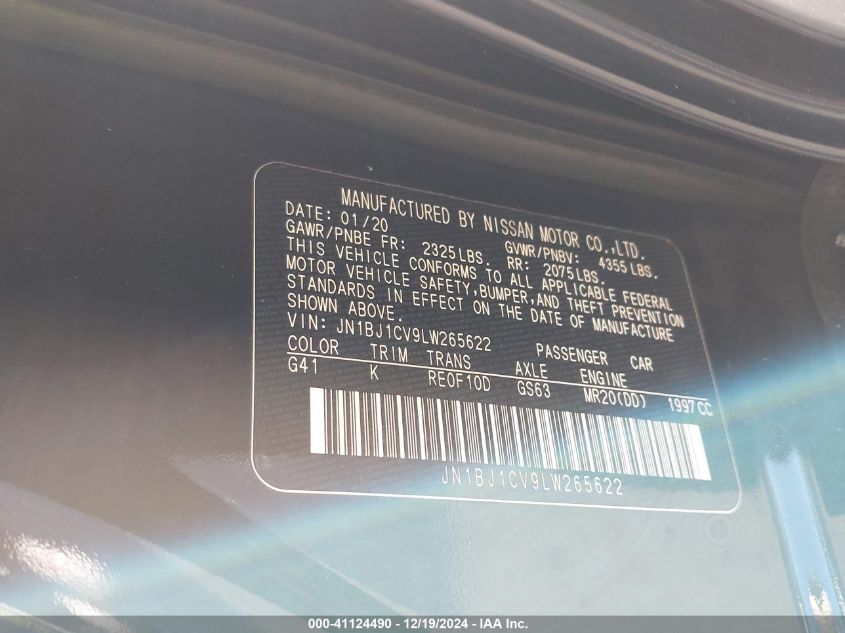 MANUFACTURED BY NISSAN MOTOR CO.,LTD.
DATE: 01/20 GVWR/PNBV: 4355LBS.
GAWR/PNBE FR: 2325LBS. RR: 2075LBS.
THIS VEHICLE CONFORMS TO ALL APPLICABLE FEDERAL
MOTOR VEHICLE SAFETY,BUMPER,AND THEFT PREVENTION
STANDARDS IN EFFECT ON THE DATE OF MANUFACTURE
SHOWN ABOVE.
VIN: JN1BJ1CV9LW265622 PASSENGER CAR
COLOR TRIM TRANS AXLE ENGINE
G41 K RE0F10D GS63 MR20(DD) 1997CC
JN1BJ1CV9LW265622
000-41124490 - 12/19/2024 - IAA Inc.